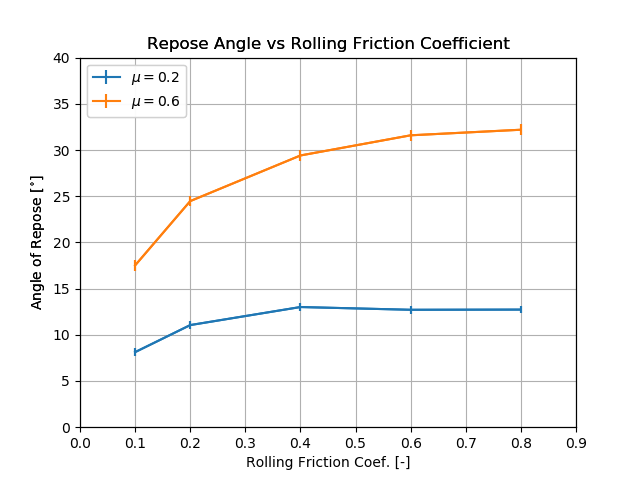 Repose Angle vs Rolling Friction Coefficient
μ = 0.2
μ = 0.6
Angle of Repose [°]
40
35
30
25
20
15
10
5
0
0.0 0.1 0.2 0.3 0.4 0.5 0.6 0.7 0.8 0.9
Rolling Friction Coef. [-]